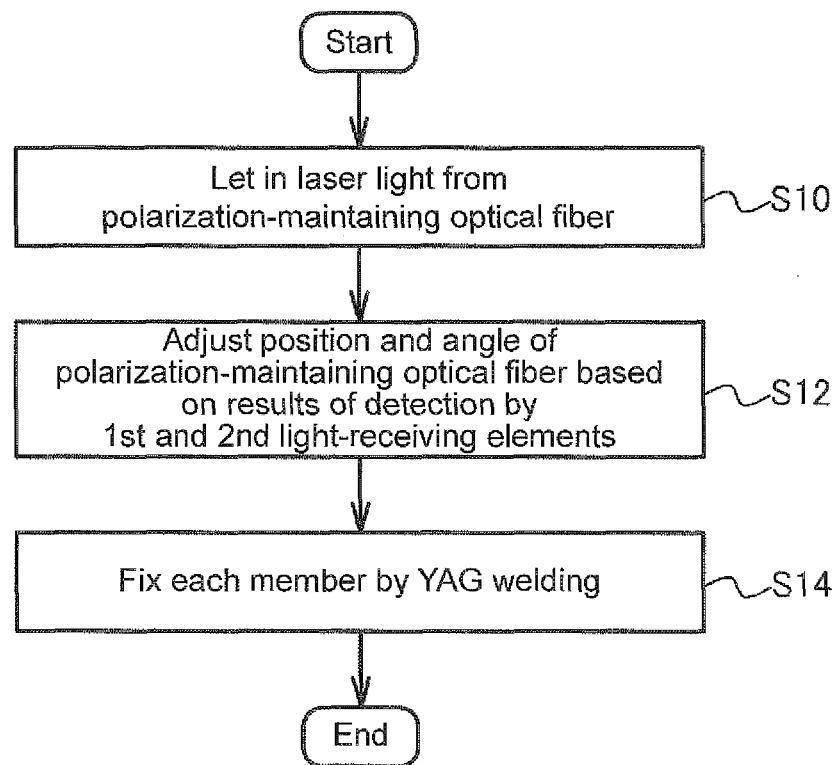 Start
Let in laser light from
polarization-maintaining optical fiber
S10
Adjust position and angle of
polarization-maintaining optical fiber based
on results of detection by
1st and 2nd light-receiving elements
S12
Fix each member by YAG welding
S14
End